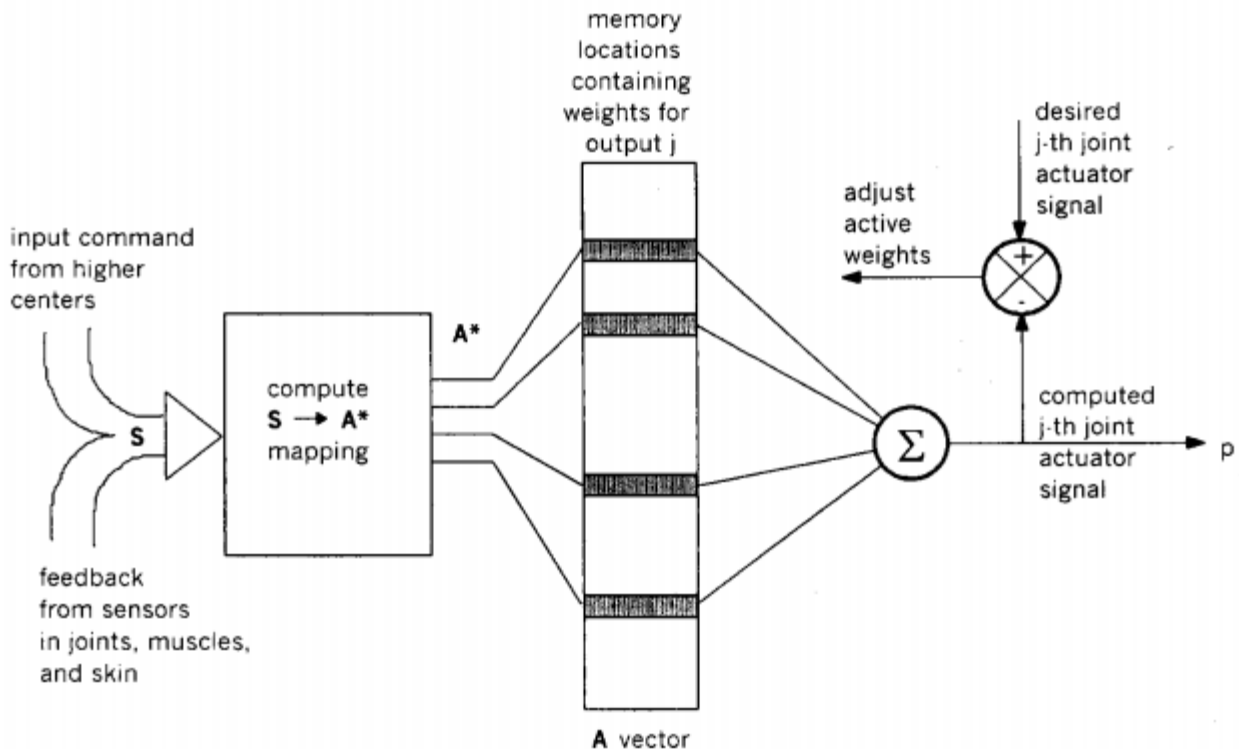 memory
locations
containing
weights for
output j
desired
j-th joint
actuator
signal
adjust
active
weights
+
-
input command
from higher
centers
A*
compute
S → A*
mapping
S
Σ
computed
j-th joint
actuator
signal
p
feedback
from sensors
in joints, muscles,
and skin
A vector